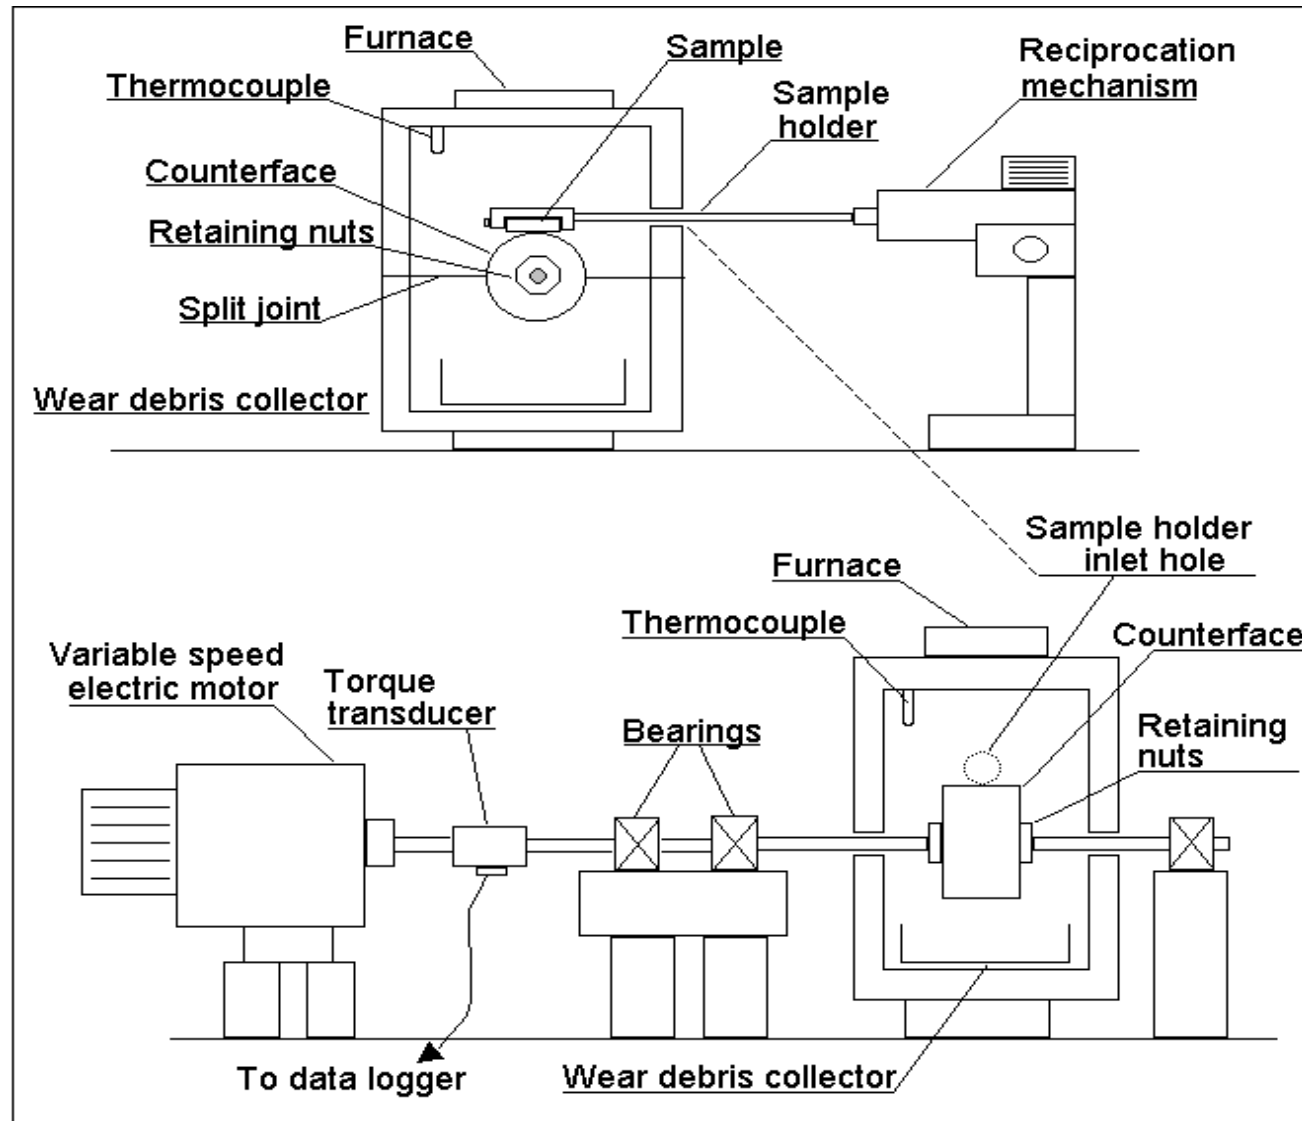 Furnace
Sample
Reciprocation
mechanism
Thermocouple
Sample
holder
Counterface
Retaining nuts
Split joint
Wear debris collector
Sample holder
inlet hole
Furnace
Thermocouple
Counterface
Variable speed
electric motor
Torque
transducer
Bearings
Retaining
nuts
To data logger
Wear debris collector